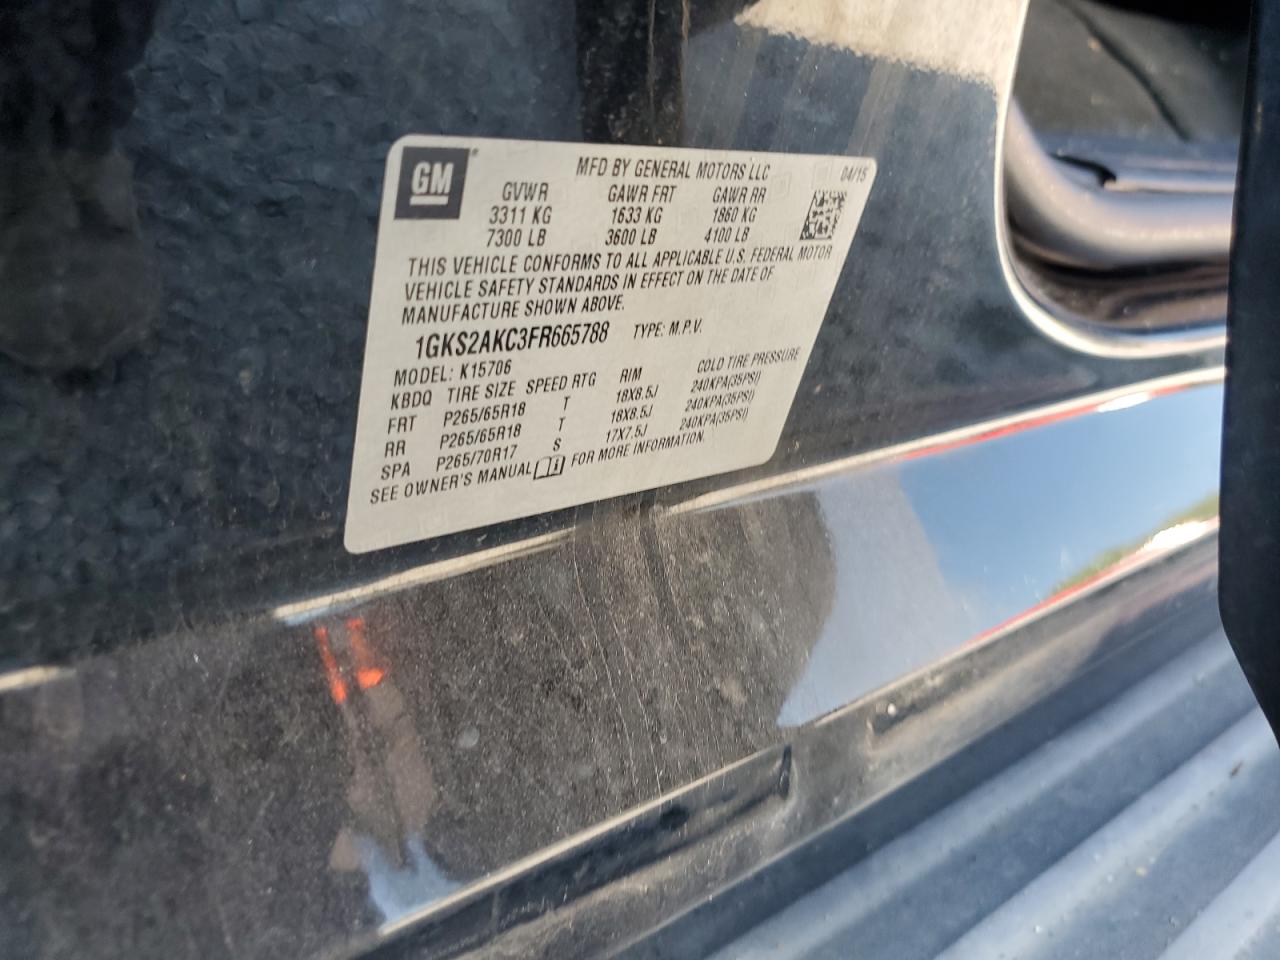 GM®
MFD BY GENERAL MOTORS LLC 04/15
GVWR GAWR FRT GAWR RR
3311 KG 1633 KG 1860 KG
7300 LB 3600 LB 4100 LB
THIS VEHICLE CONFORMS TO ALL APPLICABLE U.S. FEDERAL MOTOR
VEHICLE SAFETY STANDARDS IN EFFECT ON THE DATE OF
MANUFACTURE SHOWN ABOVE.
1GKS2AKC3FR665788 TYPE: M.P.V.
MODEL: K15706
KBDQ TIRE SIZE SPEED RTG RIM COLD TIRE PRESSURE
FRT P265/65R18 T 18X8.5J 240KPA(35PSI)
RR P265/65R18 T 18X8.5J 240KPA(35PSI)
SPA P265/70R17 S 17X7.5J 240KPA(35PSI)
SEE OWNER'S MANUAL i FOR MORE INFORMATION.